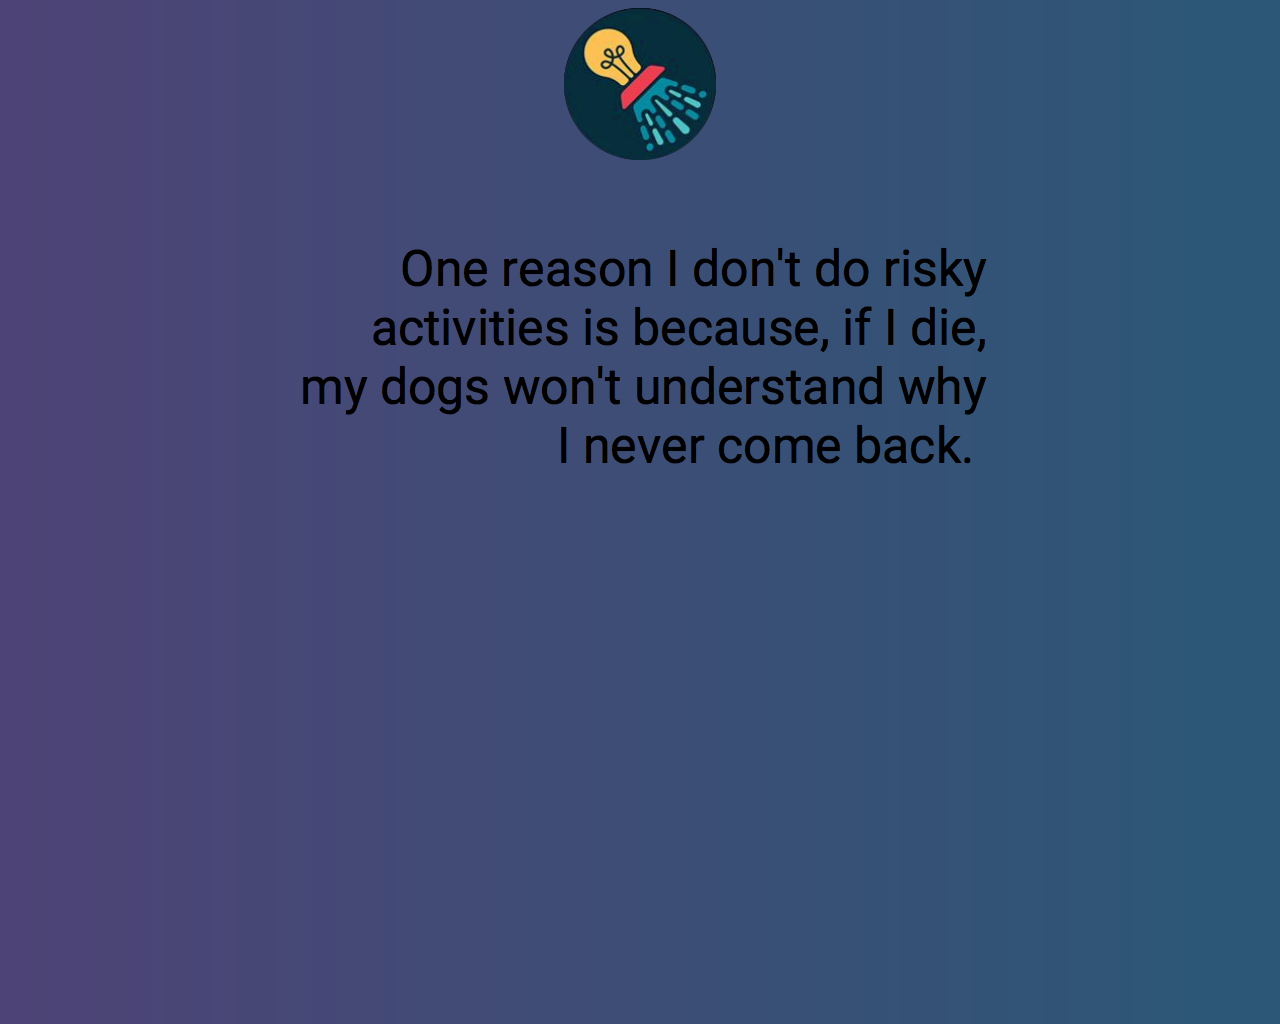 One reason I don't do risky
activities is because, if I die,
my dogs won't understand why
I never come back.